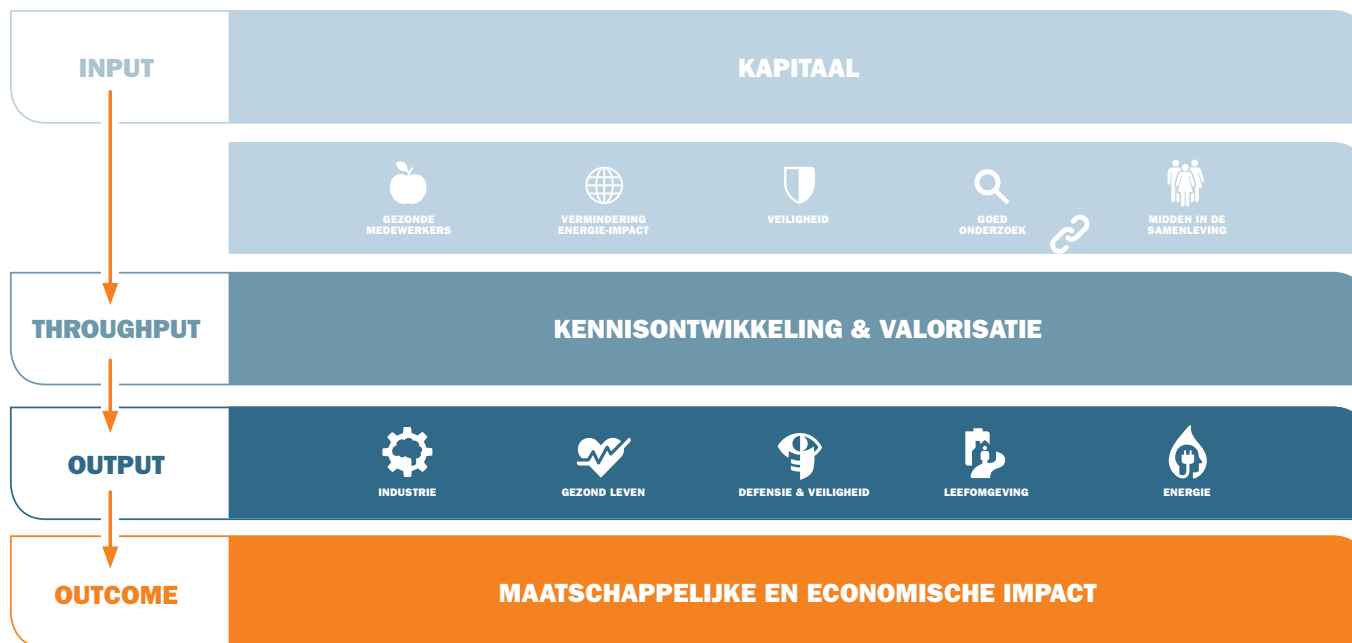 INPUT
KAPITAAL
GEZONDE
MEDEWERKERS
VERMINDERING
ENERGIE-IMPACT
VEILIGHEID
GOED
ONDERZOEK
MIDDEN IN DE
SAMENLEVING
THROUGHPUT
KENNISONTWIKKELING & VALORISATIE
OUTPUT
INDUSTRIE
GEZOND LEVEN
DEFENSIE & VEILIGHEID
LEEFOMGEVING
ENERGIE
OUTCOME
MAATSCHAPPELIJKE EN ECONOMISCHE IMPACT